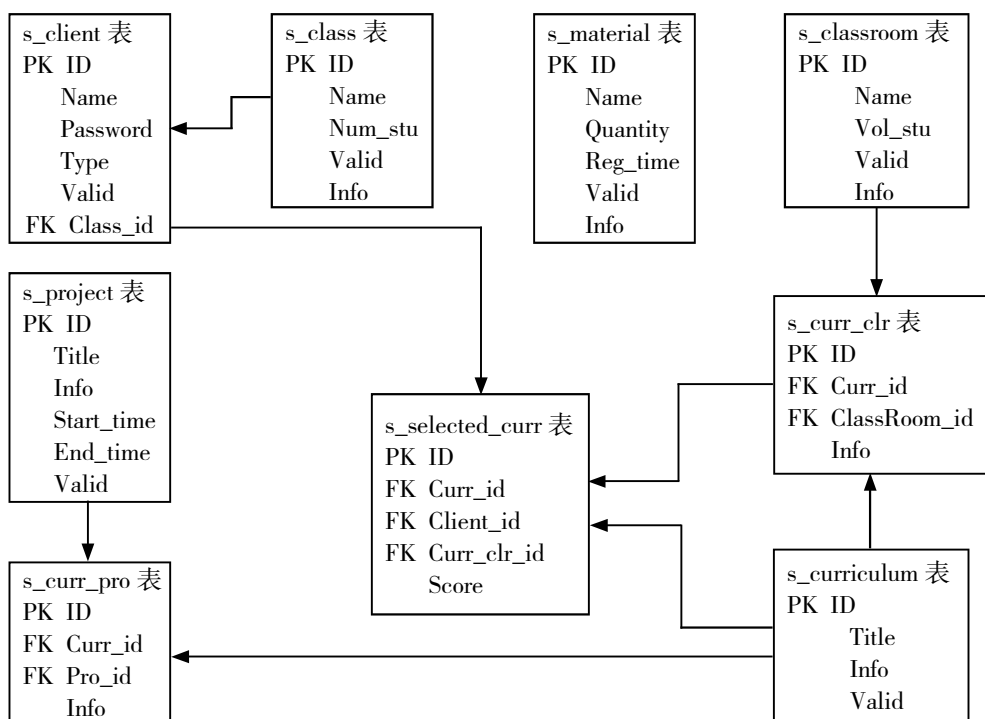 s_client 表
PK ID
Name
Password
Type
Valid
FK Class_id
s_class 表
PK ID
Name
Num_stu
Valid
Info
s_material 表
PK ID
Name
Quantity
Reg_time
Valid
Info
s_classroom 表
PK ID
Name
Vol_stu
Valid
Info
s_project 表
PK ID
Title
Info
Start_time
End_time
Valid
s_selected_curr 表
PK ID
FK Curr_id
FK Client_id
FK Curr_clr_id
Score
s_curr_clr 表
PK ID
FK Curr_id
FK ClassRoom_id
Info
s_curr_pro 表
PK ID
FK Curr_id
FK Pro_id
Info
s_curriculum 表
PK ID
Title
Info
Valid